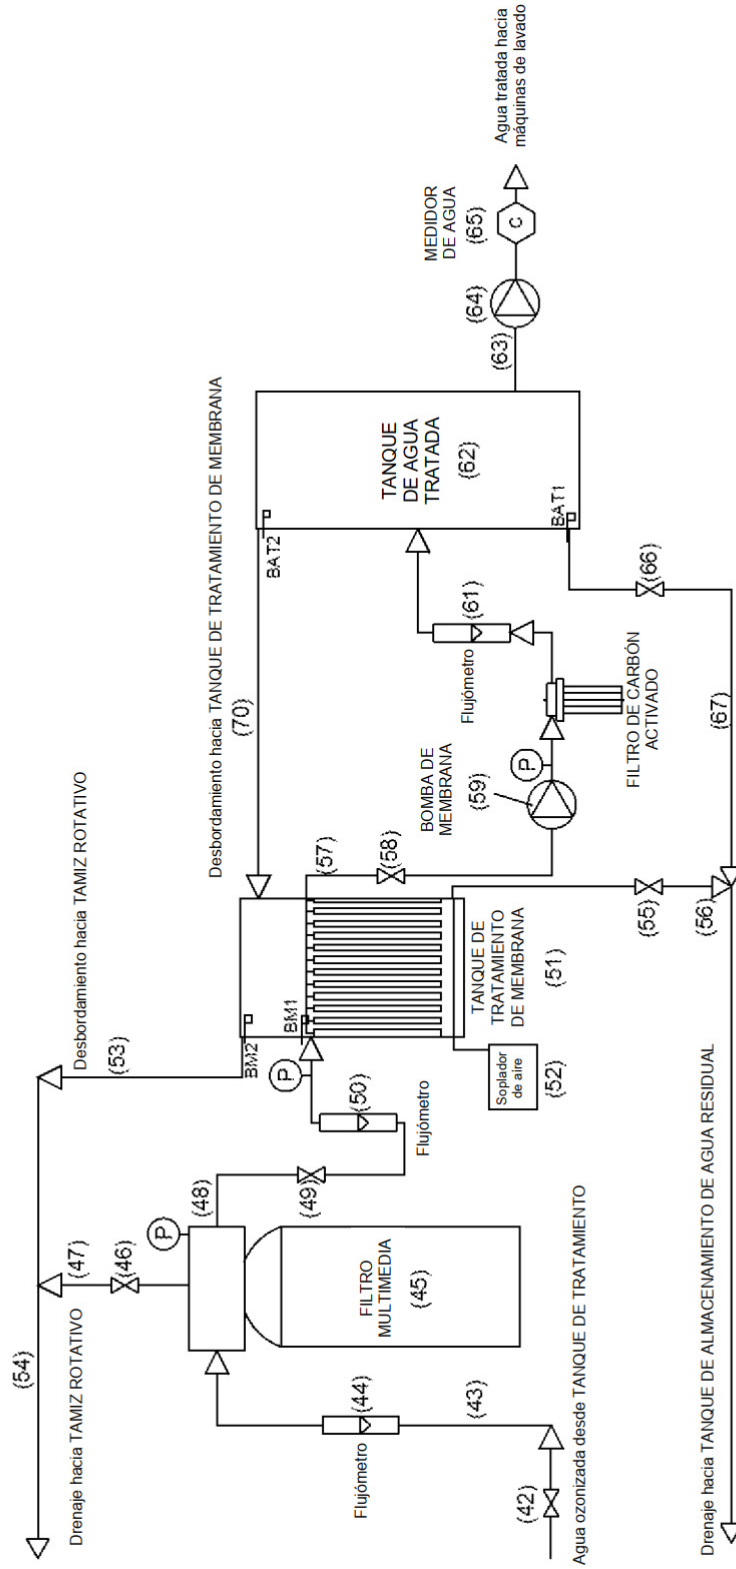 Desbordamiento hacia TAMIZ ROTATIVO
Desbordamiento hacia TANQUE DE TRATAMIENTO DE MEMBRANA
(54)
(47)
(53)
(70)
Drenaje hacia TAMIZ ROTATIVO
(46)
P
(48)
BM2
BAT2
(49)
P
BM1
(57)
(58)
TANQUE
DE AGUA
TRATADA
(62)
MEDIDOR
DE AGUA
(65)
C
Agua tratada hacia
máquinas de lavado
(64)
(63)
(44)
Flujómetro
FILTRO
MULTIMEDIA
(45)
(50)
Flujómetro
BOMBA DE
MEMBRANA
(59)
P
(61)
Flujómetro
BAT1
(43)
Soplador
de aire
(52)
TANQUE DE
TRATAMIENTO
DE MEMBRANA
(51)
FILTRO DE CARBÓN
ACTIVADO
(66)
(42)
Agua ozonizada desde TANQUE DE TRATAMIENTO
(55)
(56)
(67)
Drenaje hacia TANQUE DE ALMACENAMIENTO DE AGUA RESIDUAL